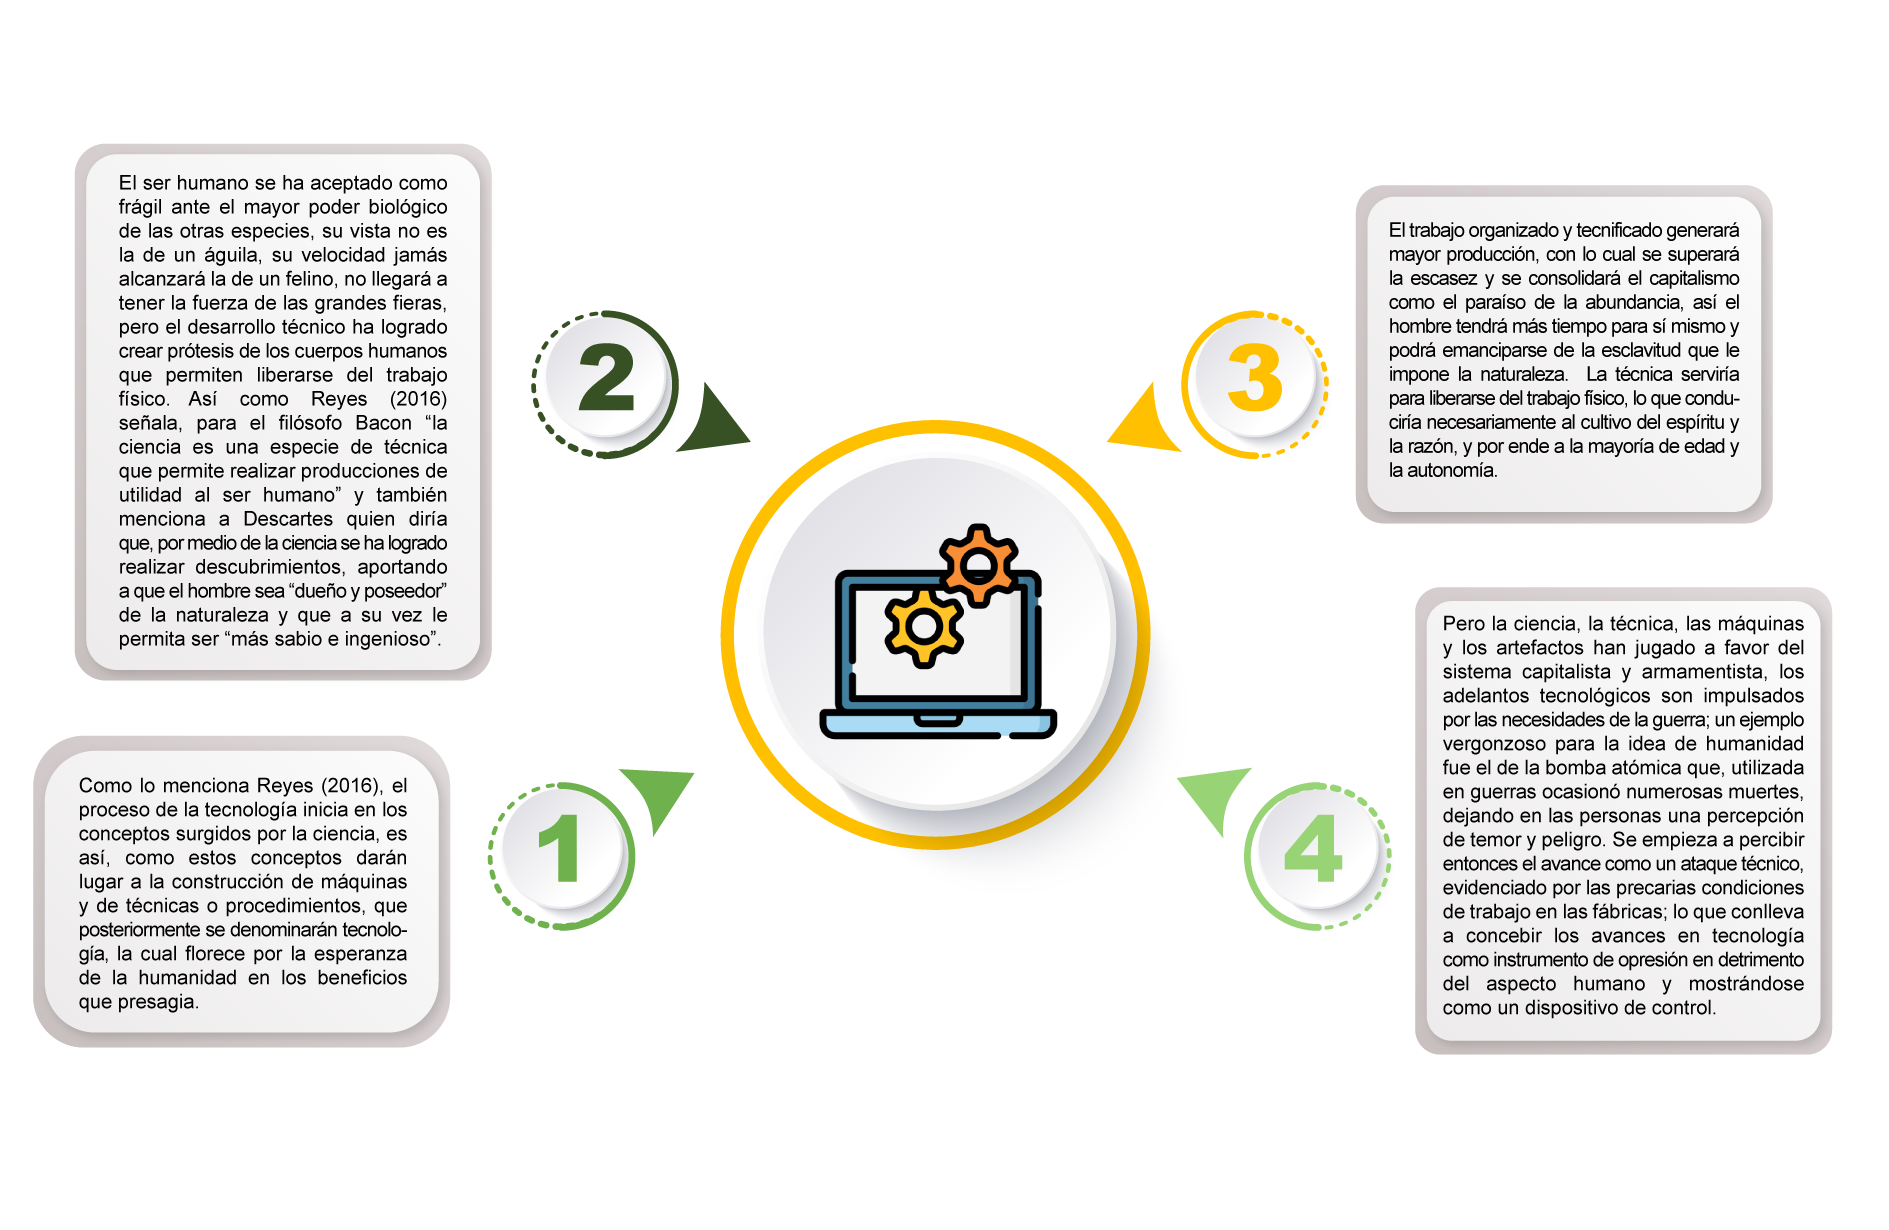 El ser humano se ha aceptado como
frágil ante el mayor poder biológico
de las otras especies, su vista no es
la de un águila, su velocidad jamás
alcanzará la de un felino, no llegará a
tener la fuerza de las grandes fieras,
pero el desarrollo técnico ha logrado
crear prótesis de los cuerpos humanos
que permiten liberarse del trabajo
físico. Así como Reyes (2016)
señala, para el filósofo Bacon “la
ciencia es una especie de técnica
que permite realizar producciones de
utilidad al ser humano” y también
menciona a Descartes quien diría
que, por medio de la ciencia se ha logrado
realizar descubrimientos, aportando
a que el hombre sea “dueño y poseedor”
de la naturaleza y que a su vez le
permita ser “más sabio e ingenioso”.
2
Como lo menciona Reyes (2016), el
proceso de la tecnología inicia en los
conceptos surgidos por la ciencia, es
así, como estos conceptos darán
lugar a la construcción de máquinas
y de técnicas o procedimientos, que
posteriormente se denominarán tecnolo-
gía, la cual florece por la esperanza
de la humanidad en los beneficios
que presagia.
1
3
El trabajo organizado y tecnificado generará
mayor producción, con lo cual se superará
la escasez y se consolidará el capitalismo
como el paraíso de la abundancia, así el
hombre tendrá más tiempo para sí mismo y
podrá emanciparse de la esclavitud que le
impone la naturaleza. La técnica serviría
para liberarse del trabajo físico, lo que condu-
ciría necesariamente al cultivo del espíritu y
la razón, y por ende a la mayoría de edad y
la autonomía.
4
Pero la ciencia, la técnica, las máquinas
y los artefactos han jugado a favor del
sistema capitalista y armamentista, los
adelantos tecnológicos son impulsados
por las necesidades de la guerra; un ejemplo
vergonzoso para la idea de humanidad
fue el de la bomba atómica que, utilizada
en guerras ocasionó numerosas muertes,
dejando en las personas una percepción
de temor y peligro. Se empieza a percibir
entonces el avance como un ataque técnico,
evidenciado por las precarias condiciones
de trabajo en las fábricas; lo que conlleva
a concebir los avances en tecnología
como instrumento de opresión en detrimento
del aspecto humano y mostrándose
como un dispositivo de control.